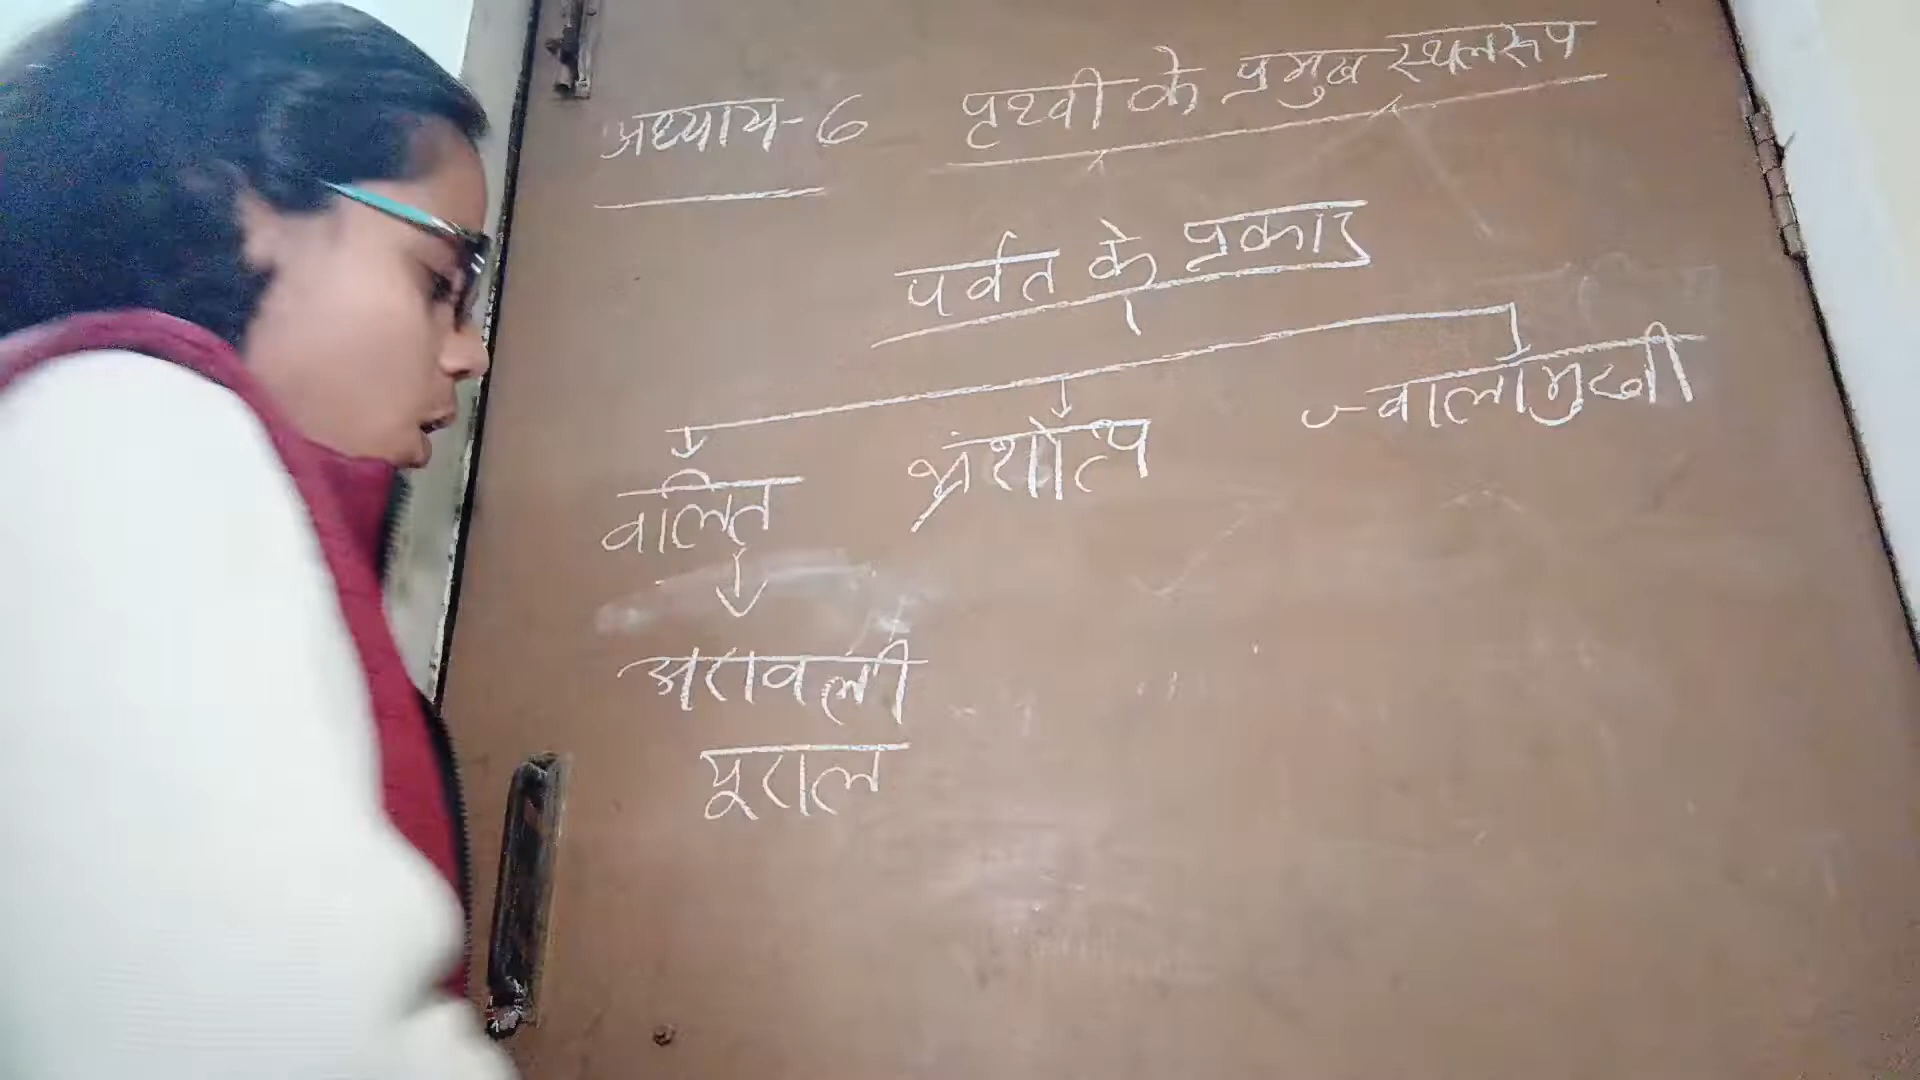 अध्याय-6 पृथ्वी के प्रमुख स्थलरूप
पर्वत के प्रकार
वलित भ्रंशोत्थ ज्वालामुखी
अरावली
यूराल